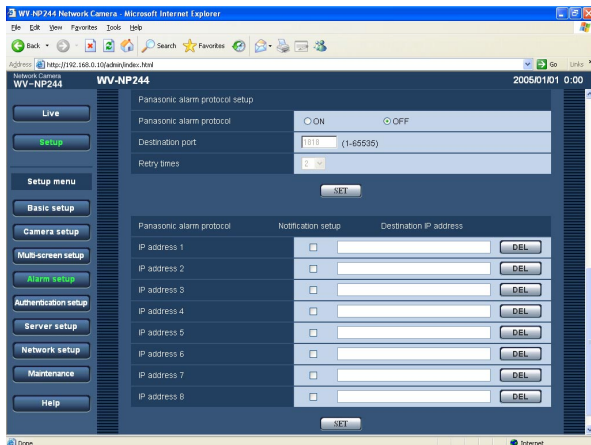 WV-NP244 Network Camera - Microsoft Internet Explorer
File Edit View Favorites Tools Help
Back Search Favorites
Address http://192.168.0.10/admin/index.html Go Links
Network Camera
WV-NP244
WV-NP244
2005/01/01 0:00
Live
Setup
Setup menu
Basic setup
Camera setup
Multi-screen setup
Alarm setup
Authentication setup
Server setup
Network setup
Maintenance
Help
Panasonic alarm protocol setup
Panasonic alarm protocol ON OFF
Destination port 1818 (1-65535)
Retry times 2
SET
Panasonic alarm protocol Notification setup Destination IP address
IP address 1 DEL
IP address 2 DEL
IP address 3 DEL
IP address 4 DEL
IP address 5 DEL
IP address 6 DEL
IP address 7 DEL
IP address 8 DEL
SET
Done Internet